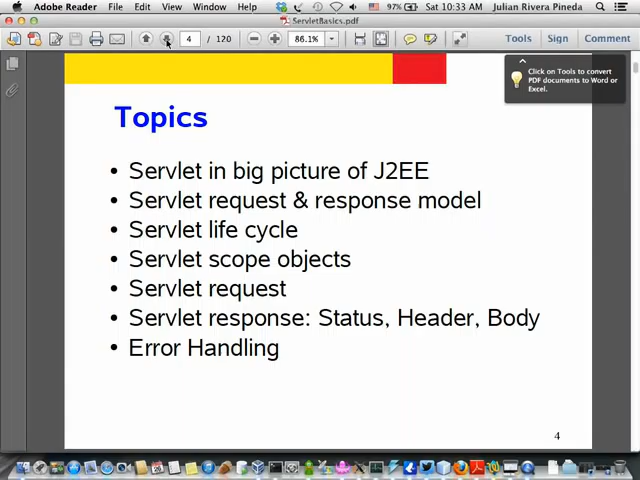 Adobe Reader File Edit View Window Help 97% Sat 10:33 AM Julian Rivera Pineda
ServletBasics.pdf
4 / 120 86.1% Tools Sign Comment
Click on Tools to convert
PDF documents to Word or
Excel.
Topics
• Servlet in big picture of J2EE
• Servlet request & response model
• Servlet life cycle
• Servlet scope objects
• Servlet request
• Servlet response: Status, Header, Body
• Error Handling
4